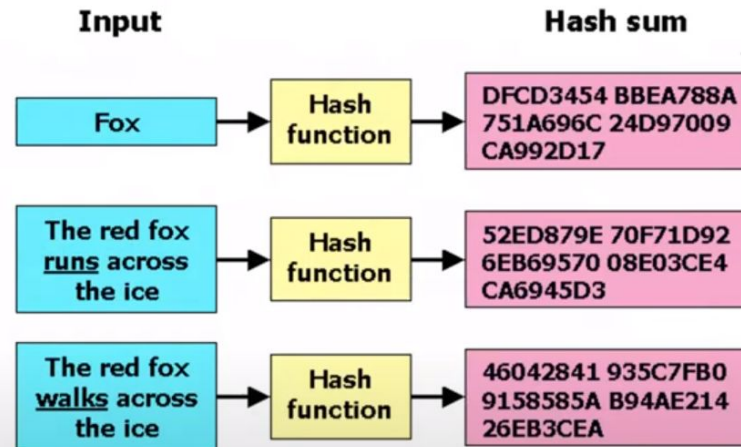 Input
Hash sum
Fox
Hash
function
DFCD3454 BBEA788A
751A696C 24D97009
CA992D17
The red fox
runs across
the ice
Hash
function
52ED879E 70F71D92
6EB69570 08E03CE4
CA6945D3
The red fox
walks across
the ice
Hash
function
46042841 935C7FB0
9158585A B94AE214
26EB3CEA